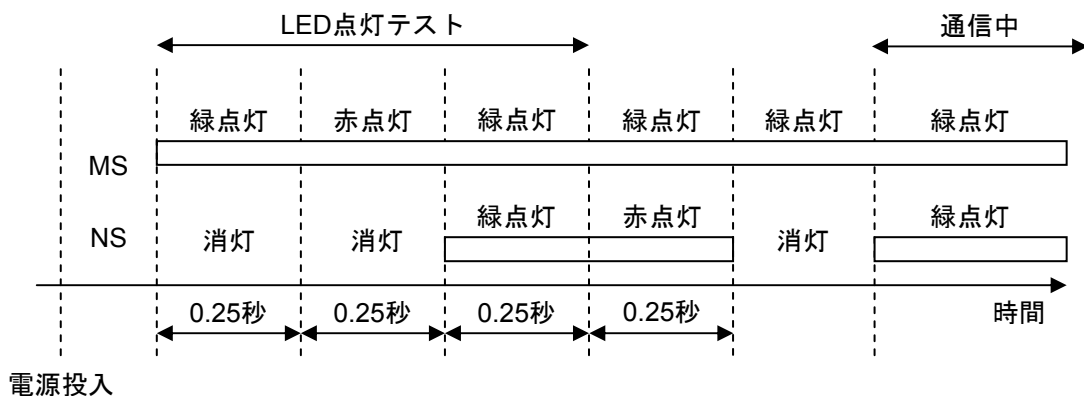 LED点灯テスト 通信中
緑点灯 赤点灯 緑点灯 緑点灯 緑点灯 緑点灯
MS
緑点灯 赤点灯 緑点灯
NS 消灯 消灯 消灯
0.25秒 0.25秒 0.25秒 0.25秒 時間
電源投入